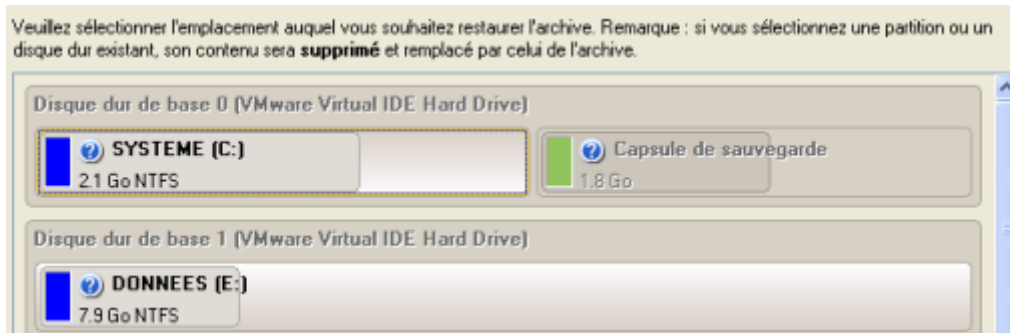 Veuillez sélectionner l'emplacement auquel vous souhaitez restaurer l'archive. Remarque : si vous sélectionnez une partition ou un
disque dur existant, son contenu sera supprimé et remplacé par celui de l'archive.
Disque dur de base 0 (VMware Virtual IDE Hard Drive)
SYSTEME (C:)
2.1 Go NTFS
Capsule de sauvegarde
1.8 Go
Disque dur de base 1 (VMware Virtual IDE Hard Drive)
DONNEES (E:)
7.9 Go NTFS